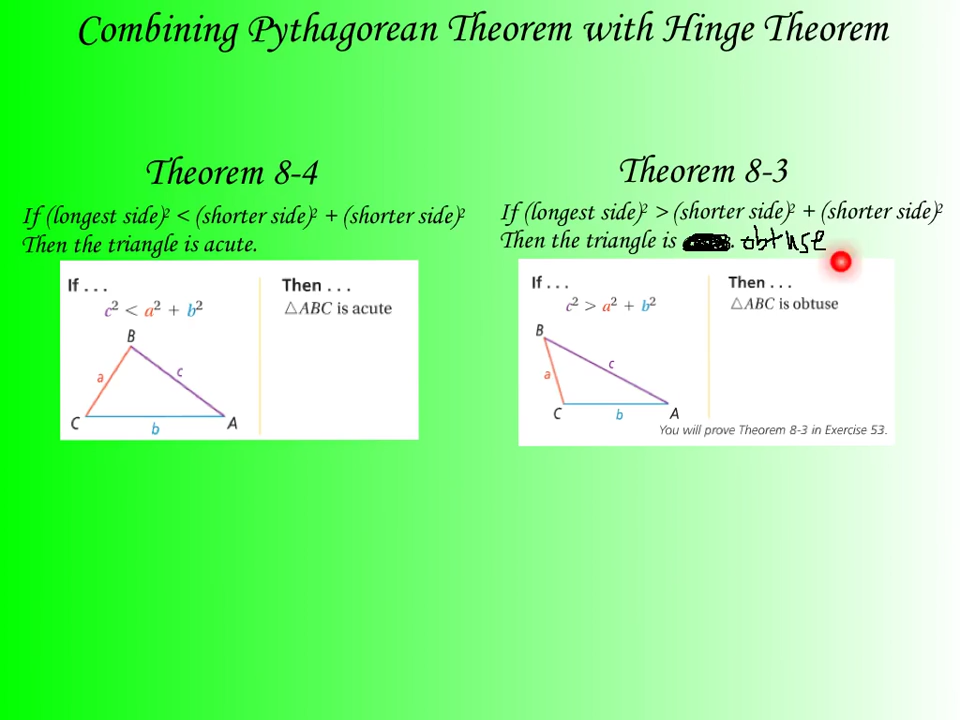 Combining Pythagorean Theorem with Hinge Theorem
Theorem 8-4
If (longest side)² < (shorter side)² + (shorter side)²
Then the triangle is acute.
If . . .
c² < a² + b²
Then . . .
△ABC is acute
B
a
c
C
b
A
Theorem 8-3
If (longest side)² > (shorter side)² + (shorter side)²
Then the triangle is . obtuse
If . . .
c² > a² + b²
Then . . .
△ABC is obtuse
B
a
c
C
b
A
You will prove Theorem 8-3 in Exercise 53.